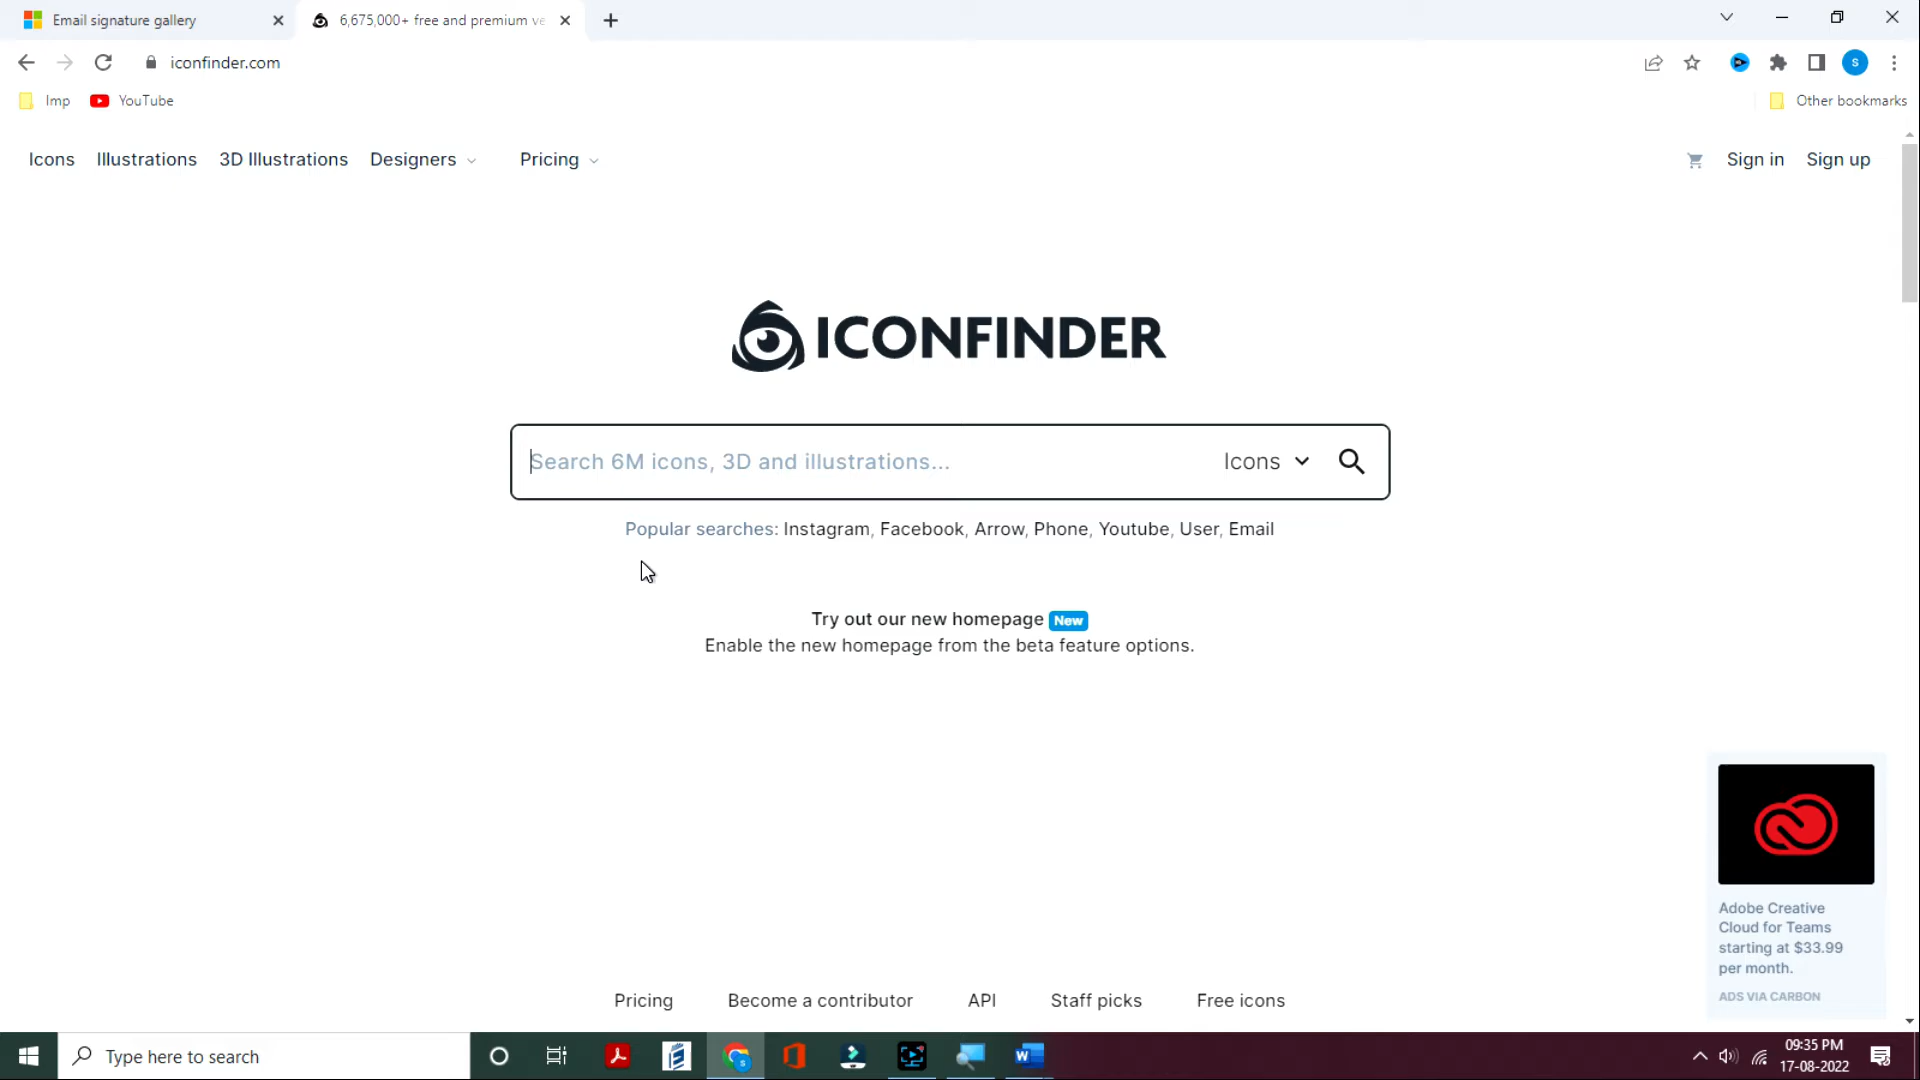 Email signature gallery
6,675,000+ free and premium ve
iconfinder.com
S
Imp
YouTube
Other bookmarks
Icons
Illustrations
3D Illustrations
Designers
Pricing
Sign in
Sign up
ICONFINDER
Search 6M icons, 3D and illustrations...
Icons
Popular searches: Instagram, Facebook, Arrow, Phone, Youtube, User, Email
Try out our new homepage New
Enable the new homepage from the beta feature options.
Adobe Creative
Cloud for Teams
starting at $33.99
per month.
ADS VIA CARBON
Pricing
Become a contributor
API
Staff picks
Free icons
Type here to search
09:35 PM
17-08-2022